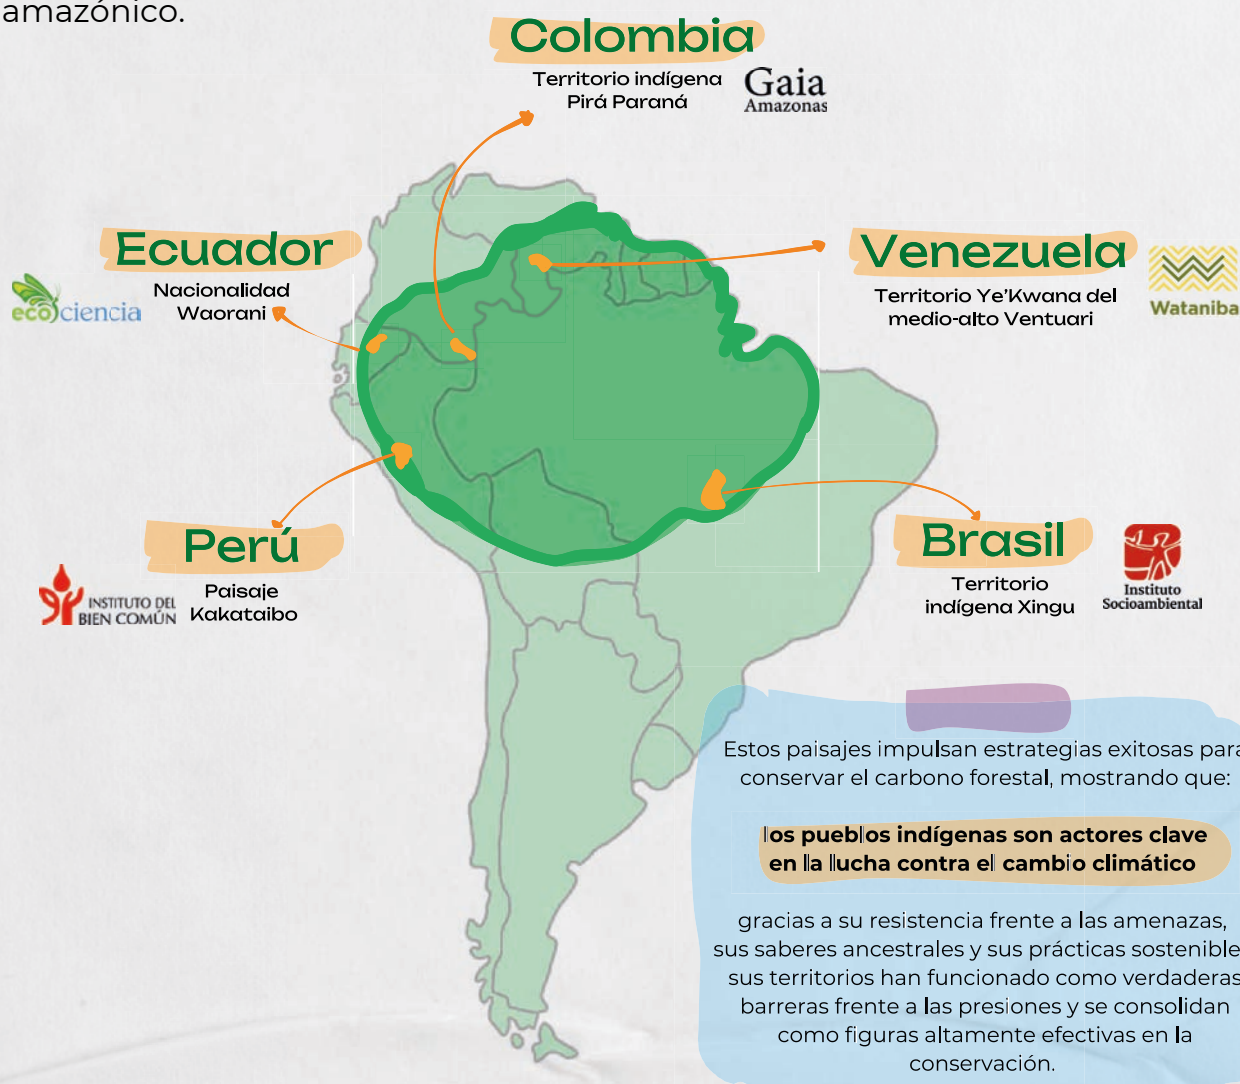 amazónico.
Colombia
Territorio indígena
Pirá Paraná
Gaia
Amazonas
Ecuador
Nacionalidad
Waorani
ecociencia
Venezuela
Territorio Ye'Kwana del
medio-alto Ventuari
Wataniba
Perú
Paisaje
Kakataibo
INSTITUTO DEL
BIEN COMÚN
Brasil
Territorio
indígena Xingu
Instituto
Socioambiental
Estos paisajes impulsan estrategias exitosas para
conservar el carbono forestal, mostrando que:
los pueblos indígenas son actores clave
en la lucha contra el cambio climático
gracias a su resistencia frente a las amenazas,
sus saberes ancestrales y sus prácticas sostenible
sus territorios han funcionado como verdaderas
barreras frente a las presiones y se consolidan
como figuras altamente efectivas en la
conservación.